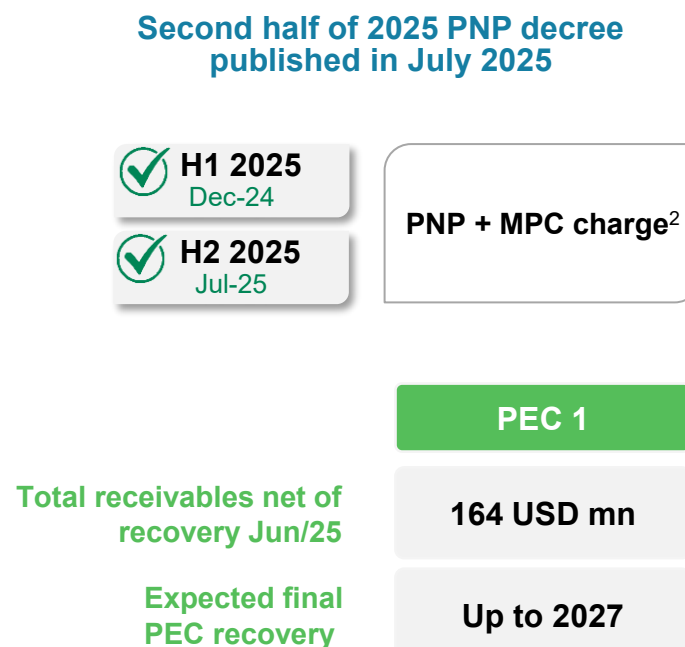 Second half of 2025 PNP decree
published in July 2025
H1 2025
Dec-24
H2 2025
Jul-25
PNP + MPC charge²
PEC 1
Total receivables net of
recovery Jun/25
164 USD mn
Expected final
PEC recovery
Up to 2027